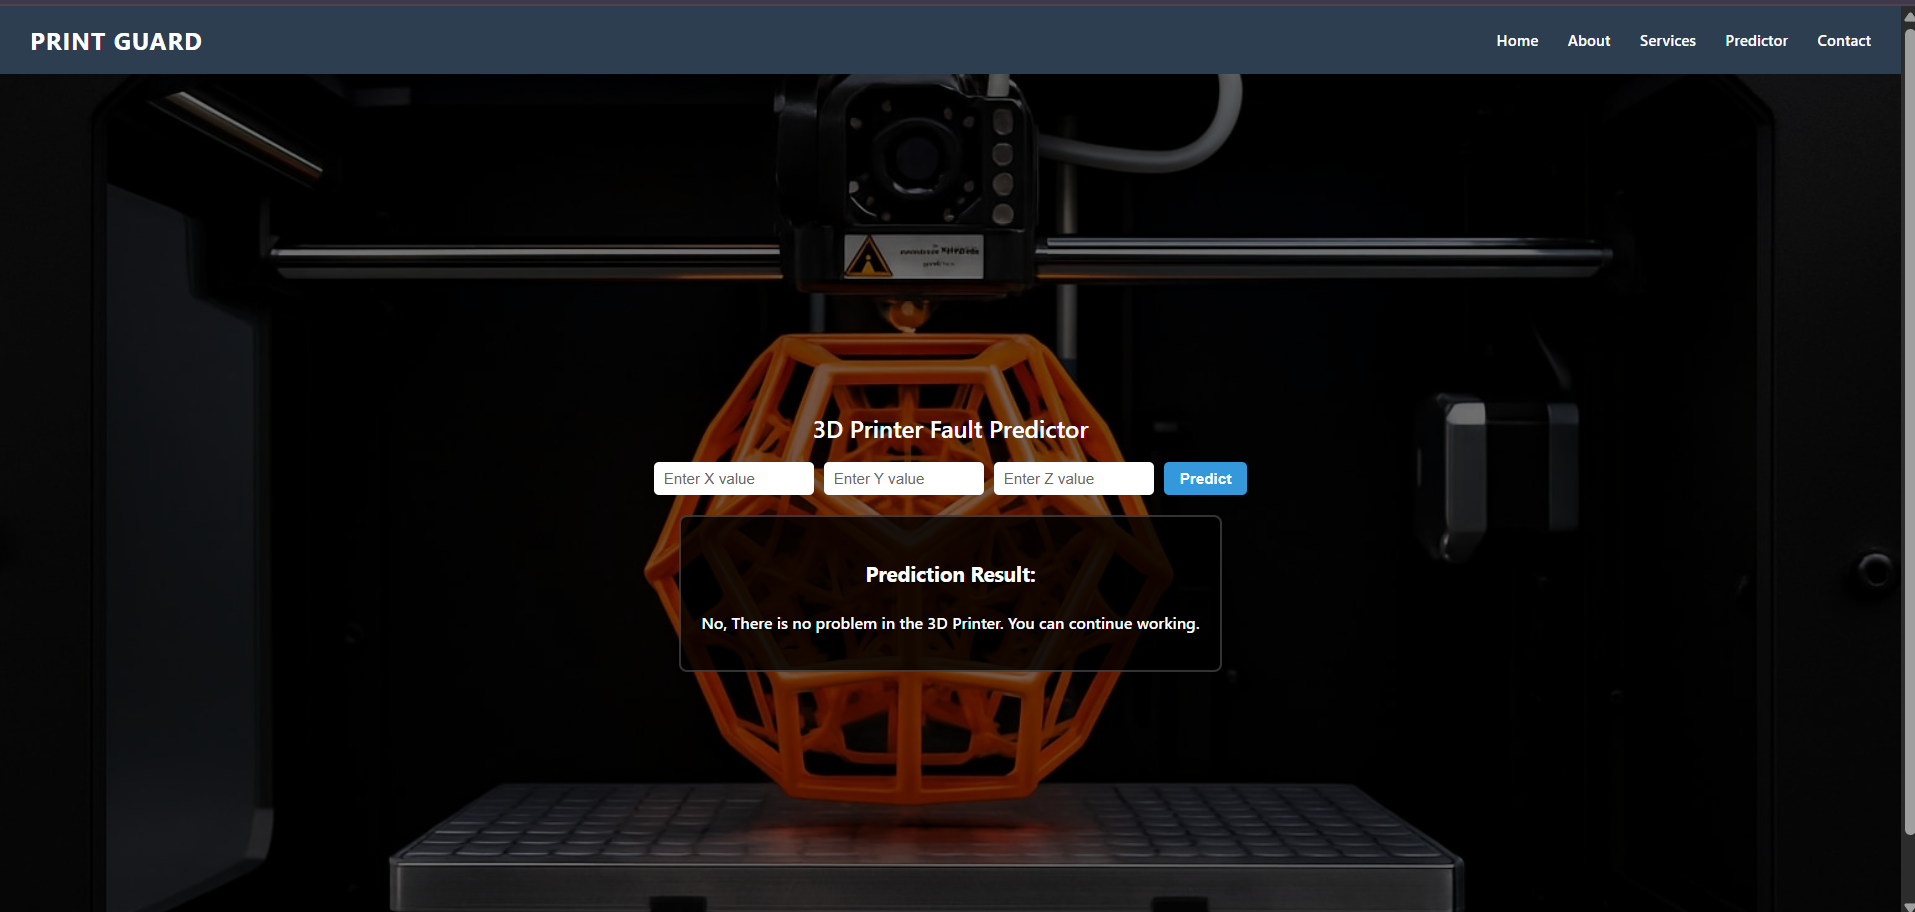 PRINT GUARD
Home About Services Predictor Contact
3D Printer Fault Predictor
Enter X value Enter Y value Enter Z value Predict
Prediction Result:
No, There is no problem in the 3D Printer. You can continue working.